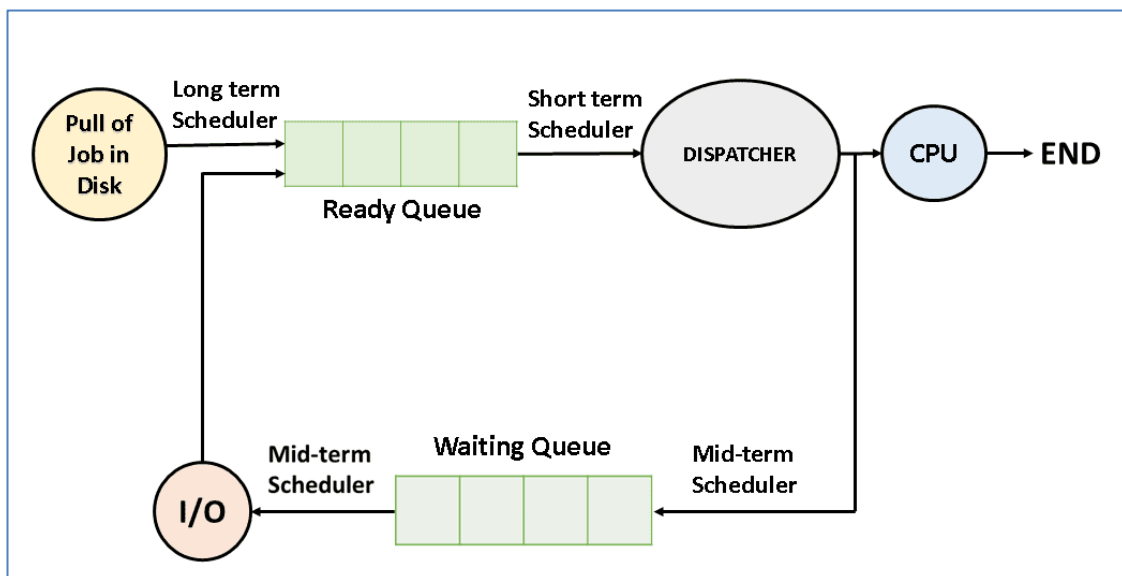 Long term
Scheduler
Pull of
Job in
Disk
Ready Queue
Short term
Scheduler
DISPATCHER
CPU
END
Waiting Queue
Mid-term
Scheduler
Mid-term
Scheduler
I/O